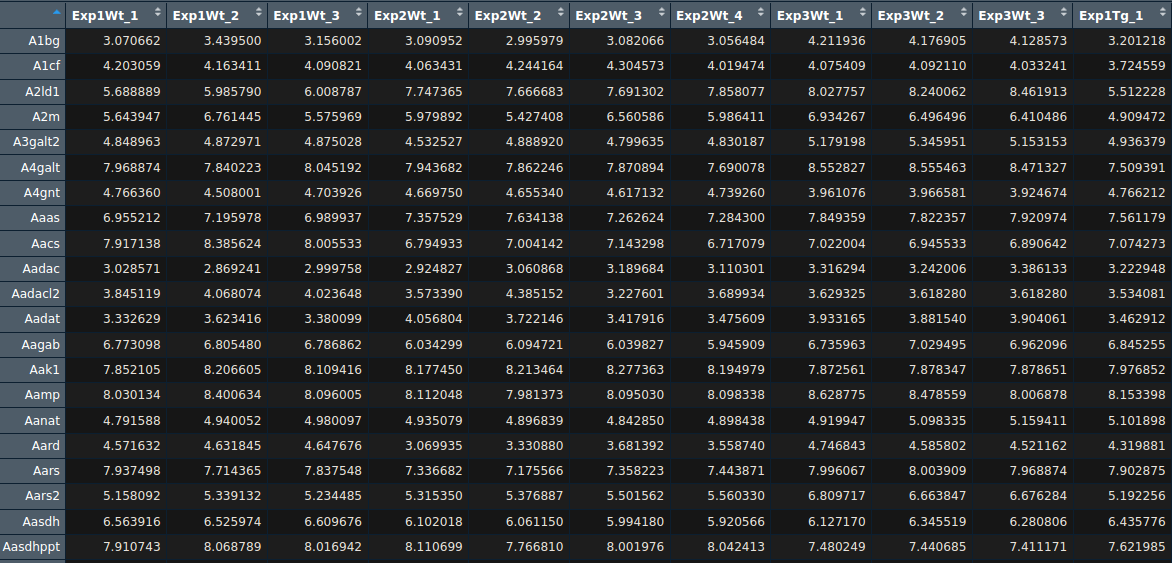 Exp1Wt_1 Exp1Wt_2 Exp1Wt_3 Exp2Wt_1 Exp2Wt_2 Exp2Wt_3 Exp2Wt_4 Exp3Wt_1 Exp3Wt_2 Exp3Wt_3 Exp1Tg_1
A1bg 3.070662 3.439500 3.156002 3.090952 2.995979 3.082066 3.056484 4.211936 4.176905 4.128573 3.201218
A1cf 4.203059 4.163411 4.090821 4.063431 4.244164 4.304573 4.019474 4.075409 4.092110 4.033241 3.724559
A2ld1 5.688889 5.985790 6.008787 7.747365 7.666683 7.691302 7.858077 8.027757 8.240062 8.461913 5.512228
A2m 5.643947 6.761445 5.575969 5.979892 5.427408 6.560586 5.986411 6.934267 6.496496 6.410486 4.909472
A3galt2 4.848963 4.872971 4.875028 4.532527 4.888920 4.799635 4.830187 5.179198 5.345951 5.153153 4.936379
A4galt 7.968874 7.840223 8.045192 7.943682 7.862246 7.870894 7.690078 8.552827 8.555463 8.471327 7.509391
A4gnt 4.766360 4.508001 4.703926 4.669750 4.655340 4.617132 4.739260 3.961076 3.966581 3.924674 4.766212
Aaas 6.955212 7.195978 6.989937 7.357529 7.634138 7.262624 7.284300 7.849359 7.822357 7.920974 7.561179
Aacs 7.917138 8.385624 8.005533 6.794933 7.004142 7.143298 6.717079 7.022004 6.945533 6.890642 7.074273
Aadac 3.028571 2.869241 2.999758 2.924827 3.060868 3.189684 3.110301 3.316294 3.242006 3.386133 3.222948
Aadacl2 3.845119 4.068074 4.023648 3.573390 4.385152 3.227601 3.689934 3.629325 3.618280 3.618280 3.534081
Aadat 3.332629 3.623416 3.380099 4.056804 3.722146 3.417916 3.475609 3.933165 3.881540 3.904061 3.462912
Aagab 6.773098 6.805480 6.786862 6.034299 6.094721 6.039827 5.945909 6.735963 7.029495 6.962096 6.845255
Aak1 7.852105 8.206605 8.109416 8.177450 8.213464 8.277363 8.194979 7.872561 7.878347 7.878651 7.976852
Aamp 8.030134 8.400634 8.096005 8.112048 7.981373 8.095030 8.098338 8.628775 8.478559 8.006878 8.153398
Aanat 4.791588 4.940052 4.980097 4.935079 4.896839 4.842850 4.898438 4.919947 5.098335 5.159411 5.101898
Aard 4.571632 4.631845 4.647676 3.069935 3.330880 3.681392 3.558740 4.746843 4.585802 4.521162 4.319881
Aars 7.937498 7.714365 7.837548 7.336682 7.175566 7.358223 7.443871 7.996067 8.003909 7.968874 7.902875
Aars2 5.158092 5.339132 5.234485 5.315350 5.376887 5.501562 5.560330 6.809717 6.663847 6.676284 5.192256
Aasdh 6.563916 6.525974 6.609676 6.102018 6.061150 5.994180 5.920566 6.127170 6.345519 6.280806 6.435776
Aasdhppt 7.910743 8.068789 8.016942 8.110699 7.766810 8.001976 8.042413 7.480249 7.440685 7.411171 7.621985